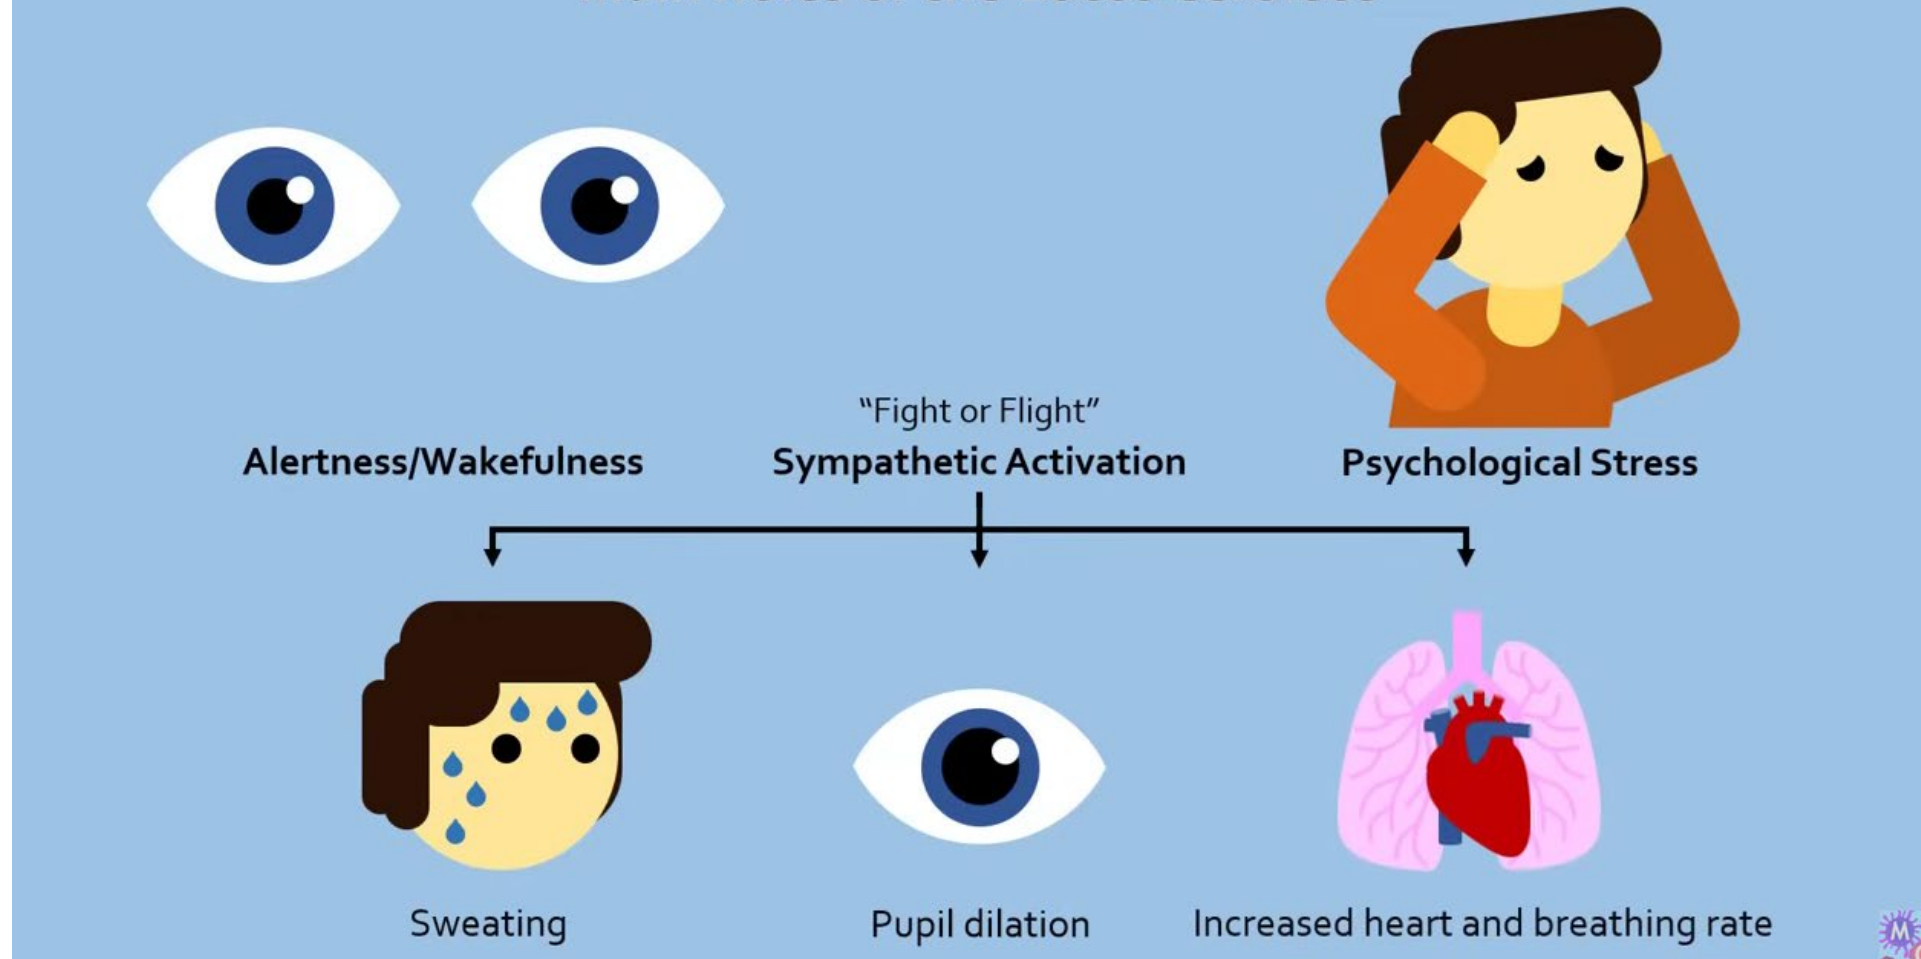 "Fight or Flight"
Alertness/Wakefulness
Sympathetic Activation
Psychological Stress
Sweating
Pupil dilation
Increased heart and breathing rate
M